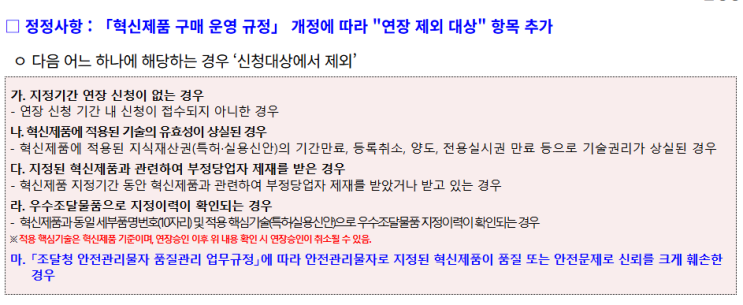 □ 정정사항 : 「혁신제품 구매 운영 규정」 개정에 따라 "연장 제외 대상" 항목 추가
ㅇ 다음 어느 하나에 해당하는 경우 ‘신청대상에서 제외’
가. 지정기간 연장 신청이 없는 경우
- 연장 신청 기간 내 신청이 접수되지 아니한 경우
나. 혁신제품에 적용된 기술의 유효성이 상실된 경우
- 혁신제품에 적용된 지식재산권(특허·실용신안)의 기간만료, 등록취소, 양도, 전용실시권 만료 등으로 기술권리가 상실된 경우
다. 지정된 혁신제품과 관련하여 부정당업자 제재를 받은 경우
- 혁신제품 지정기간 동안 혁신제품과 관련하여 부정당업자 제재를 받았거나 받고 있는 경우
라. 우수조달물품으로 지정이력이 확인되는 경우
- 혁신제품과 동일 세부품명번호(10자리) 및 적용 핵심기술(특허·실용신안)으로 우수조달물품 지정이력이 확인되는 경우
※ 적용 핵심기술은 혁신제품 기준이며, 연장승인 이후 위 내용 확인 시 연장승인이 취소될 수 있음.
마. 「조달청 안전관리물자 품질관리 업무규정」에 따라 안전관리물자로 지정된 혁신제품이 품질 또는 안전문제로 신뢰를 크게 훼손한
경우